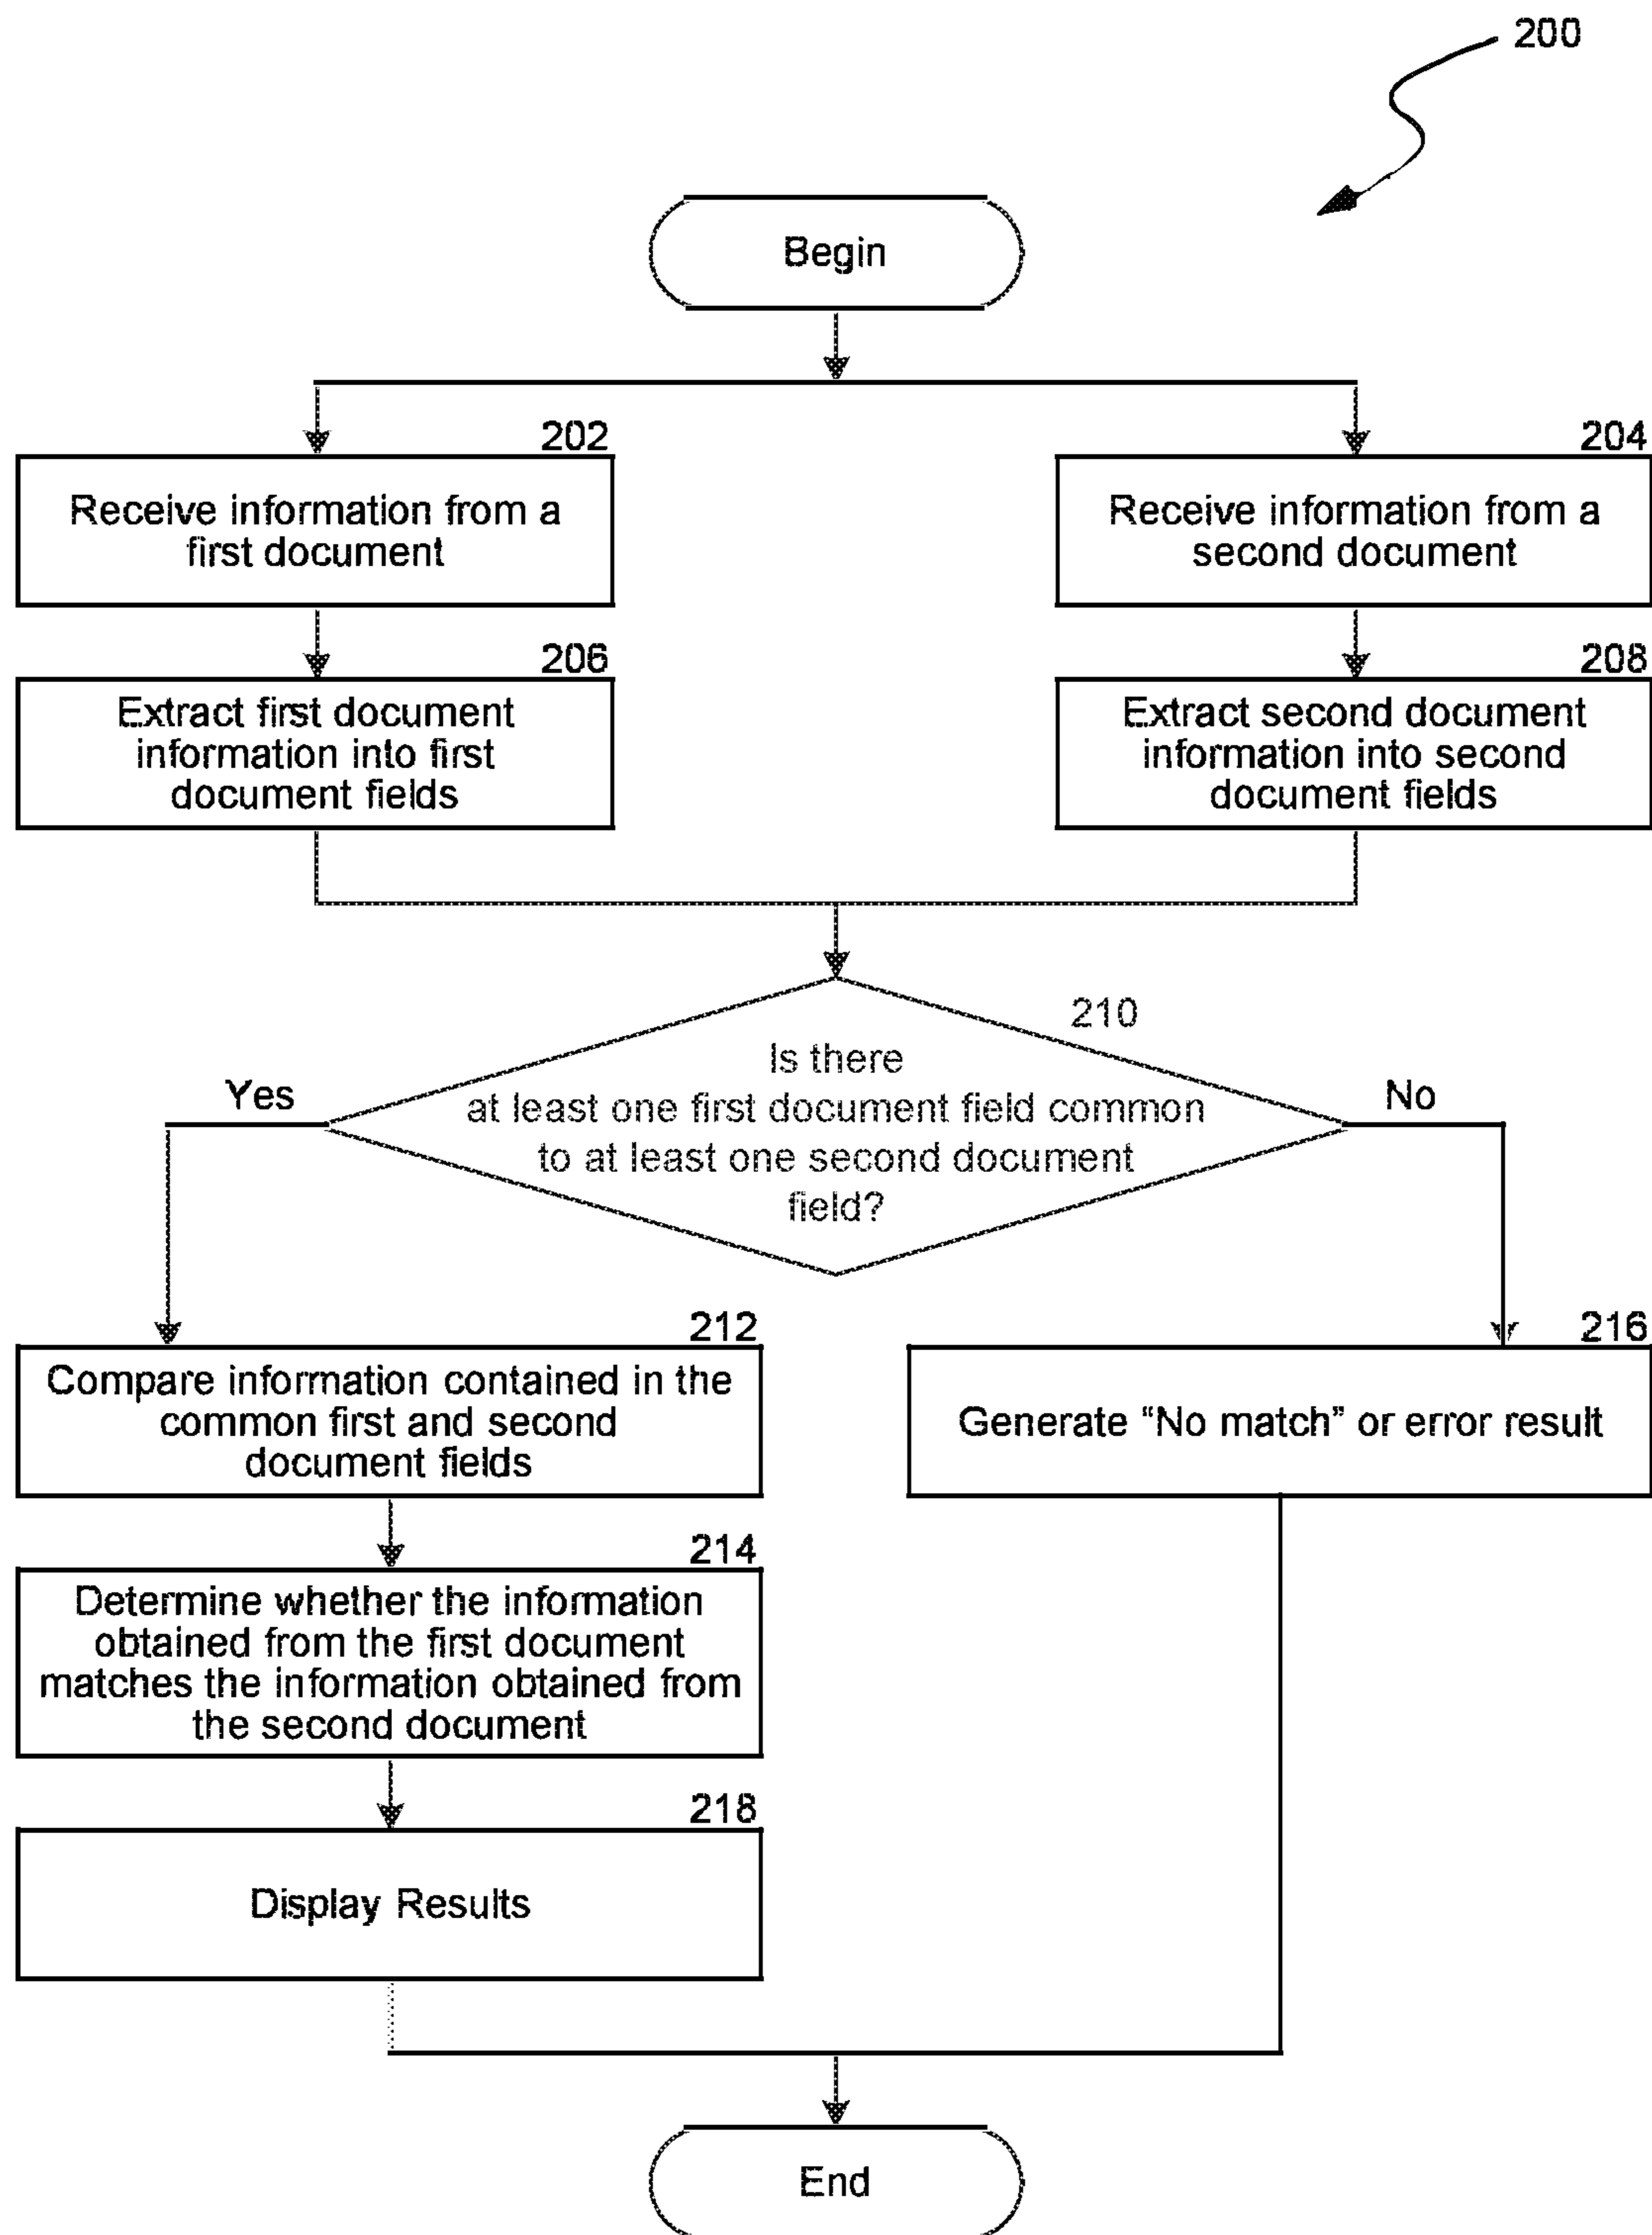 200
Begin
202
Receive information from a
first document
204
Receive information from a
second document
206
Extract first document
information into first
document fields
208
Extract second document
information into second
document fields
210
Is there
at least one first document field common
to at least one second document
field?
Yes
No
212
Compare information contained in the
common first and second
document fields
216
Generate “No match” or error result
214
Determine whether the information
obtained from the first document
matches the information obtained from
the second document
218
Display Results
End